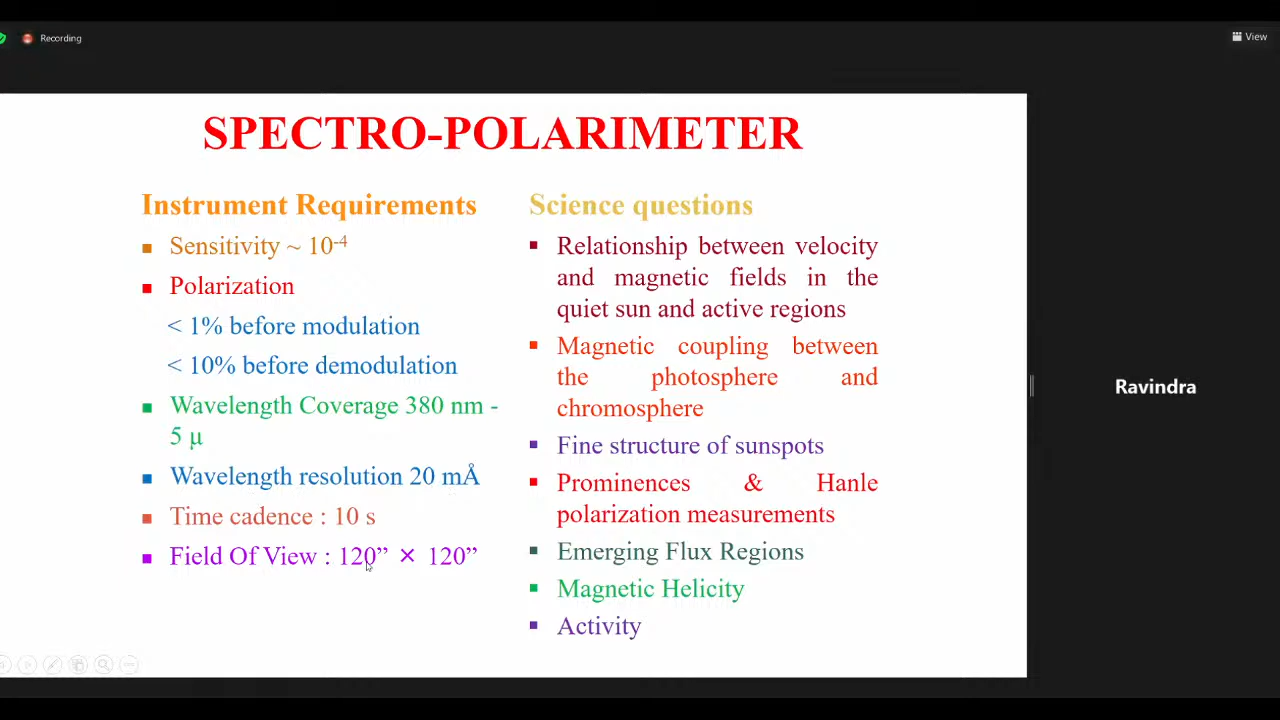 Recording
View
SPECTRO-POLARIMETER
Instrument Requirements
Sensitivity ~ 10-4
Polarization
< 1% before modulation
< 10% before demodulation
Wavelength Coverage 380 nm -
5 µ
Wavelength resolution 20 mÅ
Time cadence : 10 s
Field Of View : 120” × 120”
Science questions
Relationship between velocity
and magnetic fields in the
quiet sun and active regions
Magnetic coupling between
the photosphere and
chromosphere
Fine structure of sunspots
Prominences & Hanle
polarization measurements
Emerging Flux Regions
Magnetic Helicity
Activity
Ravindra